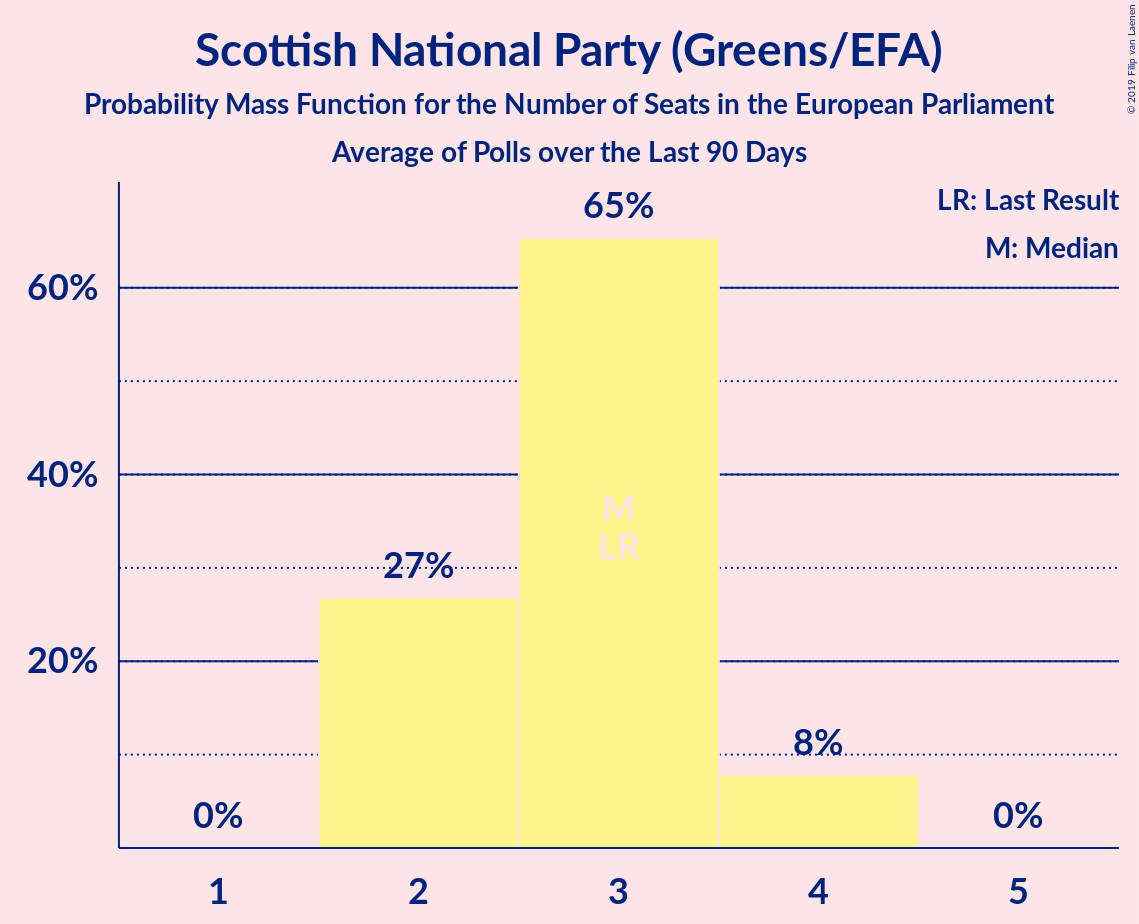 Scottish National Party (Greens/EFA)
Probability Mass Function for the Number of Seats in the European Parliament
Average of Polls over the Last 90 Days
© 2019 Filip van Laenen
LR: Last Result
M: Median
65%
60%
40%
M
LR
27%
20%
8%
0%
0%
1
2
3
4
5